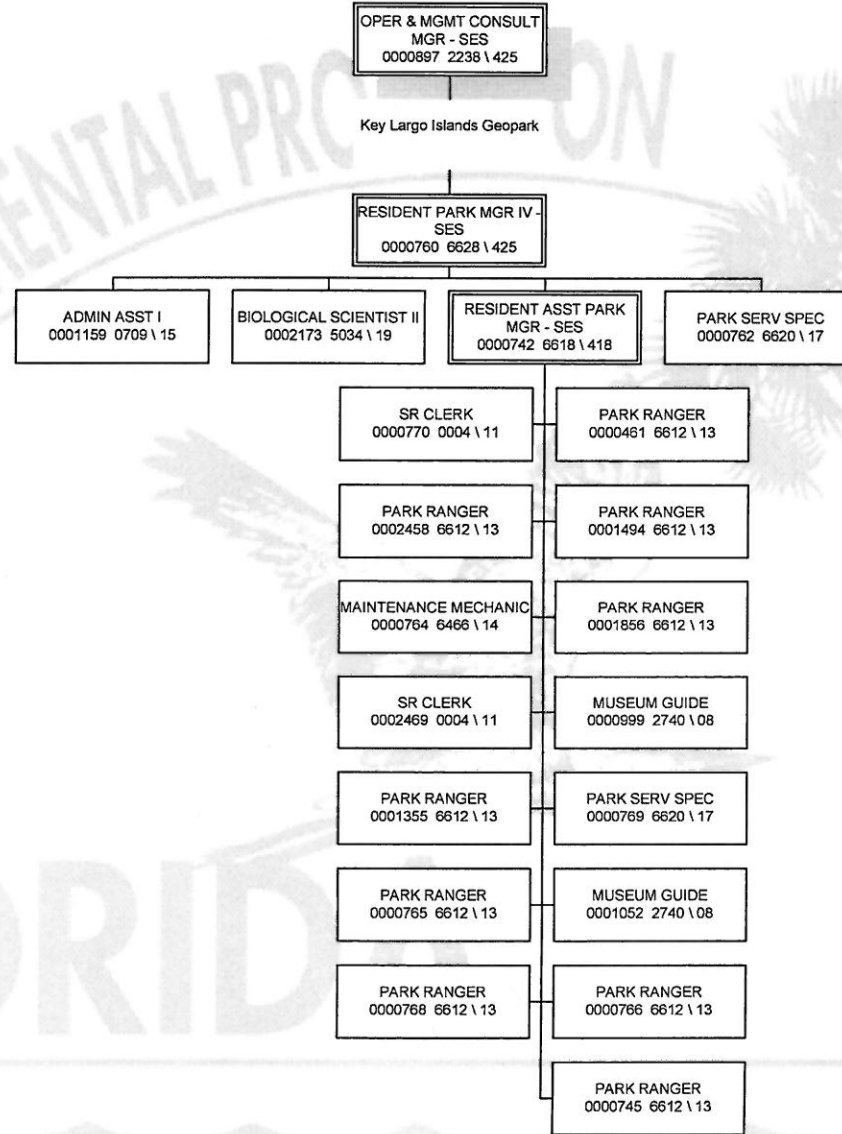 OPER & MGMT CONSULT
MGR - SES
0000897 2238 \ 425
Key Largo Islands Geopark
RESIDENT PARK MGR IV -
SES
0000760 6628 \ 425
ADMIN ASST I
0001159 0709 \ 15
BIOLOGICAL SCIENTIST II
0002173 5034 \ 19
RESIDENT ASST PARK
MGR - SES
0000742 6618 \ 418
PARK SERV SPEC
0000762 6620 \ 17
SR CLERK
0000770 0004 \ 11
PARK RANGER
0000461 6612 \ 13
PARK RANGER
0002458 6612 \ 13
PARK RANGER
0001494 6612 \ 13
MAINTENANCE MECHANIC
0000764 6466 \ 14
PARK RANGER
0001856 6612 \ 13
SR CLERK
0002469 0004 \ 11
MUSEUM GUIDE
0000999 2740 \ 08
PARK RANGER
0001355 6612 \ 13
PARK SERV SPEC
0000769 6620 \ 17
PARK RANGER
0000765 6612 \ 13
MUSEUM GUIDE
0001052 2740 \ 08
PARK RANGER
0000768 6612 \ 13
PARK RANGER
0000766 6612 \ 13
PARK RANGER
0000745 6612 \ 13